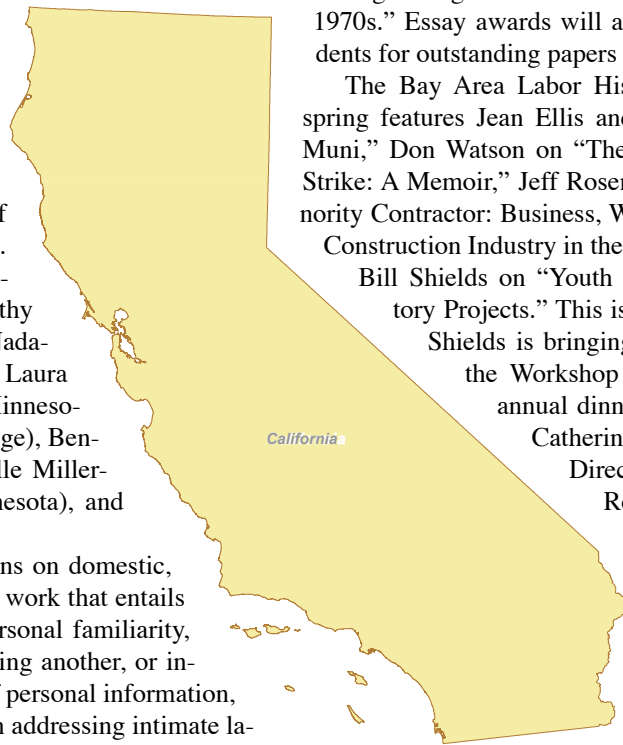 1970s.” Essay awards will a
dents for outstanding papers
The Bay Area Labor His
spring features Jean Ellis and
Muni,” Don Watson on “The
Strike: A Memoir,” Jeff Rosen
nority Contractor: Business, W
Construction Industry in the
Bill Shields on “Youth
tory Projects.” This is
Shields is bringing
the Workshop
annual dinn
Catherin
Direc
Re
California
f
.
-
thy
Nada-
Laura
Minneso-
ge), Ben-
lle Miller-
nesota), and
ns on domestic,
work that entails
rsonal familiarity,
ing another, or in-
f personal information,
n addressing intimate la-